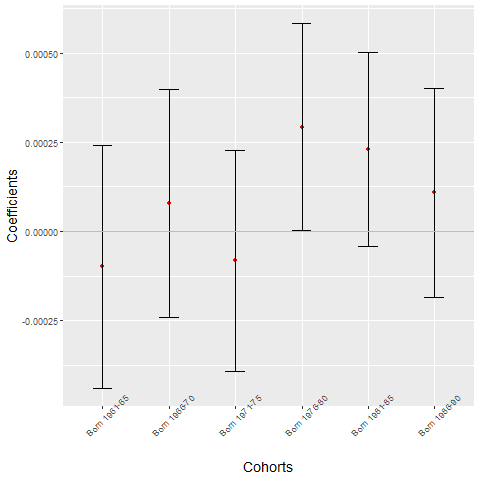 0.00050
0.00025
0.00000
-0.00025
Coefficients
Born 1961-65
Born 1966-70
Born 1971-75
Born 1976-80
Born 1981-85
Born 1986-90
Cohorts